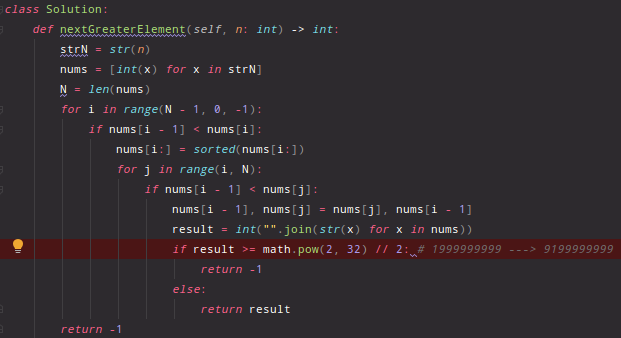 class Solution:
    def nextGreaterElement(self, n: int) -> int:
        strN = str(n)
        nums = [int(x) for x in strN]
        N = len(nums)
        for i in range(N - 1, 0, -1):
            if nums[i - 1] < nums[i]:
                nums[i:] = sorted(nums[i:])
                for j in range(i, N):
                    if nums[i - 1] < nums[j]:
                        nums[i - 1], nums[j] = nums[j], nums[i - 1]
                        result = int("".join(str(x) for x in nums))
                        if result >= math.pow(2, 32) // 2: # 1999999999 ---> 9199999999
                            return -1
                        else:
                            return result
        return -1